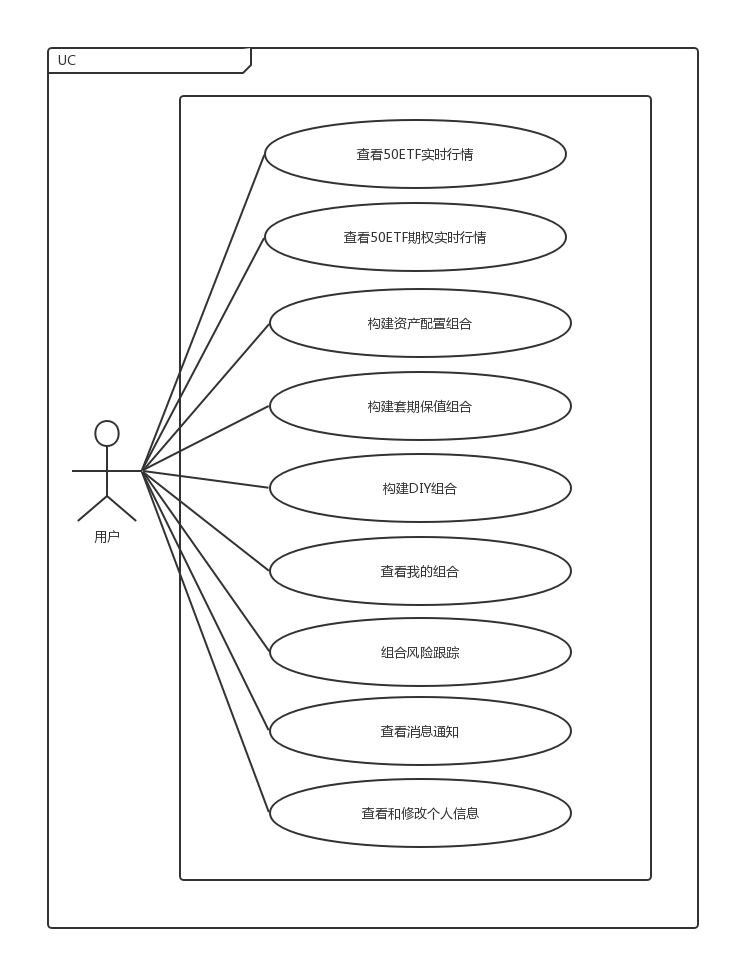 UC
查看50ETF实时行情
查看50ETF期权实时行情
构建资产配置组合
构建套期保值组合
构建DIY组合
查看我的组合
用户
组合风险跟踪
查看消息通知
查看和修改个人信息